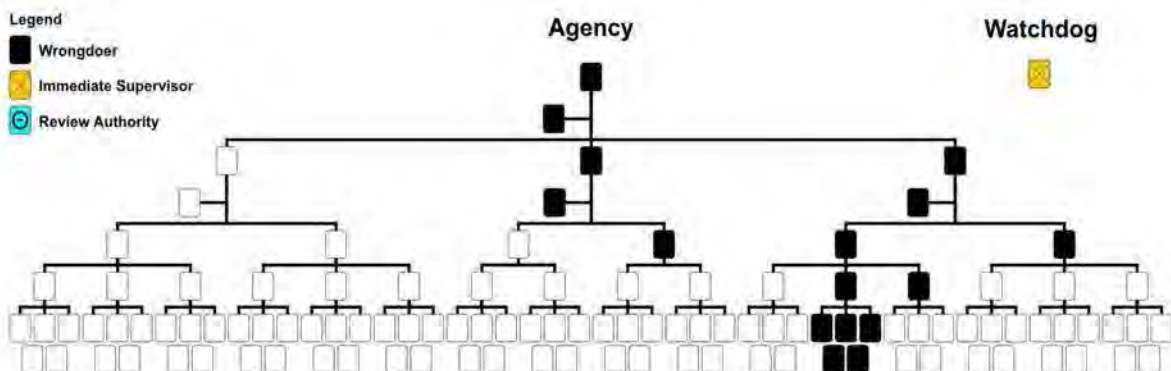 Legend
Agency
Watchdog
Wrongdoer
Immediate Supervisor
Review Authority